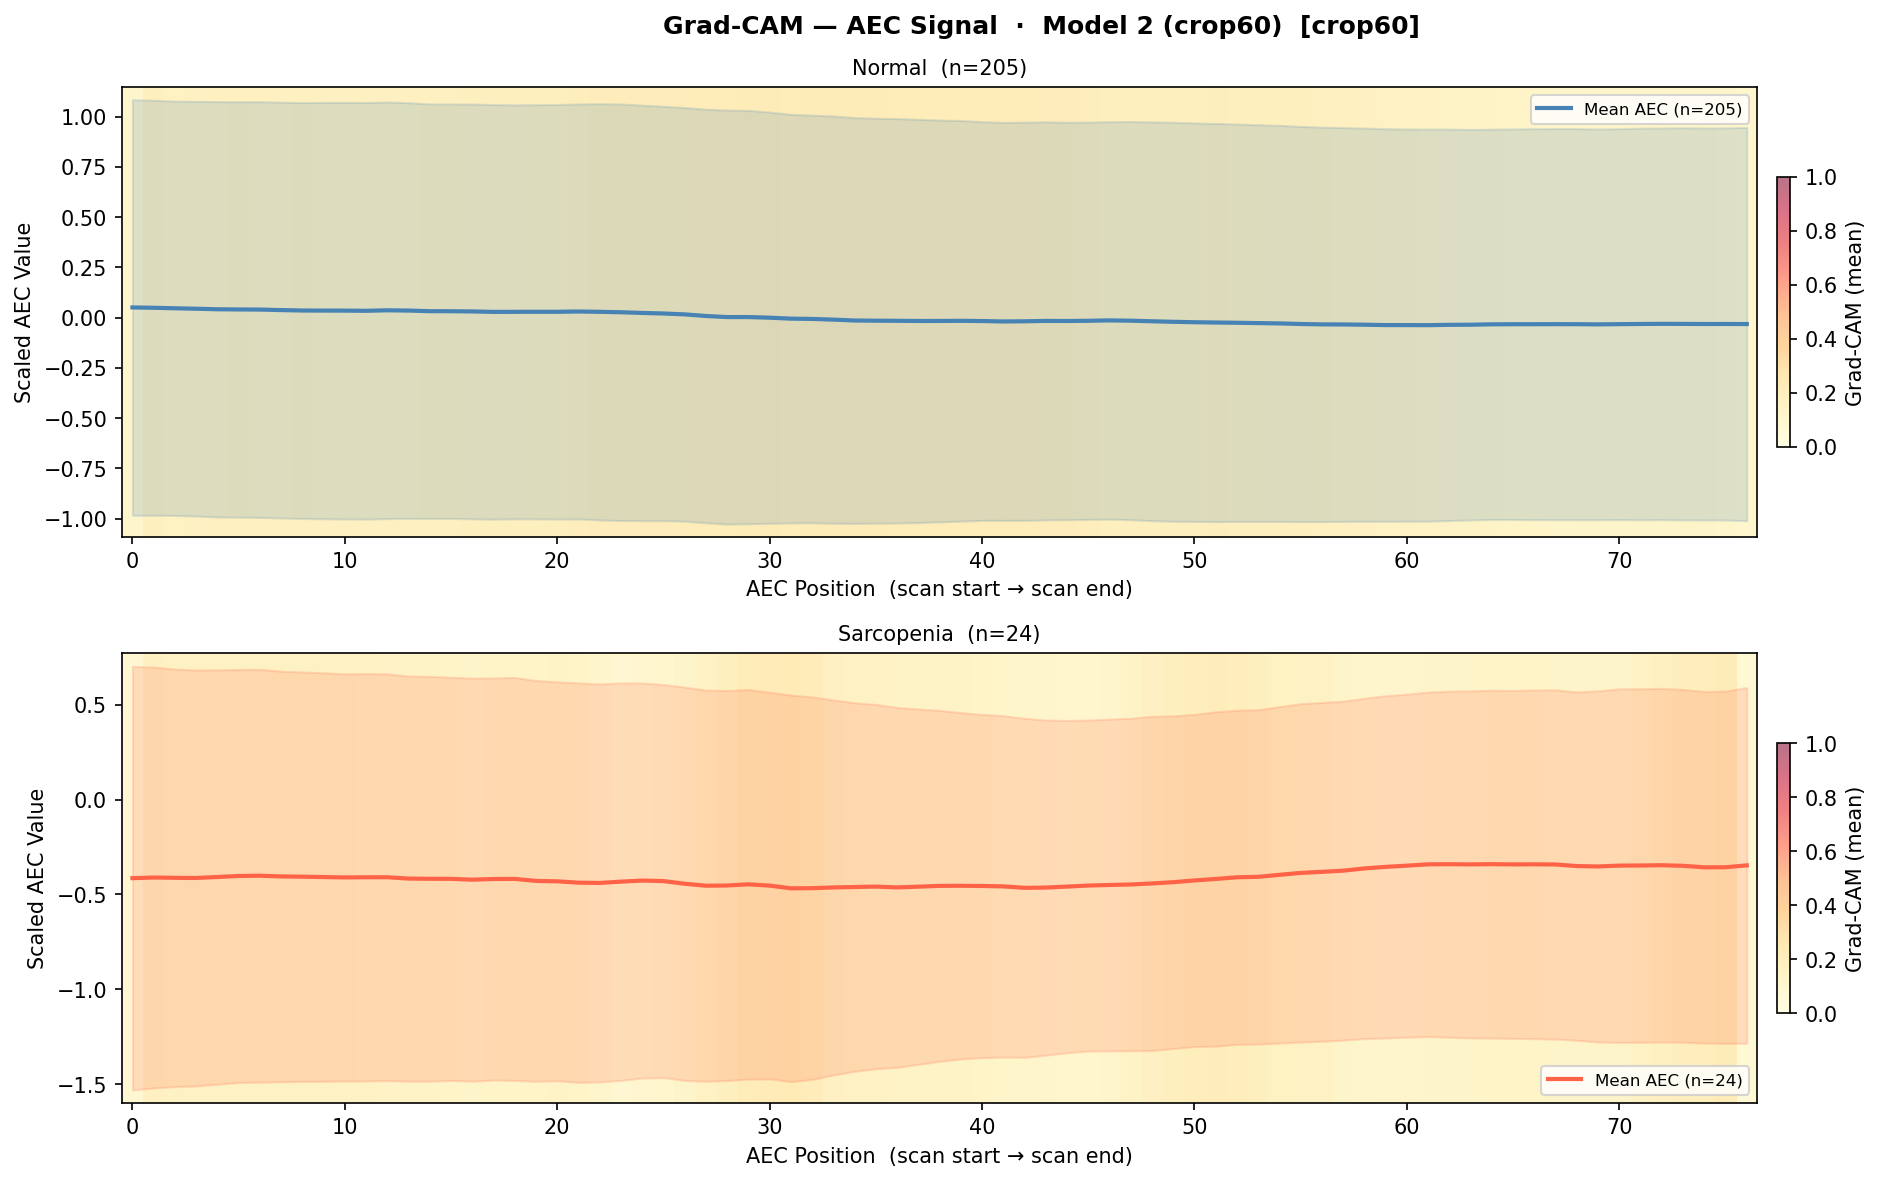 Grad-CAM — AEC Signal · Model 2 (crop60) [crop60]
Normal (n=205)
Mean AEC (n=205)
1.00
0.75
0.50
0.25
0.00
−0.25
−0.50
−0.75
−1.00
Scaled AEC Value
0 10 20 30 40 50 60 70
AEC Position (scan start → scan end)
1.0
0.8
0.6
0.4
0.2
0.0
Grad-CAM (mean)
Sarcopenia (n=24)
0.5
0.0
−0.5
−1.0
−1.5
Scaled AEC Value
Mean AEC (n=24)
0 10 20 30 40 50 60 70
AEC Position (scan start → scan end)
1.0
0.8
0.6
0.4
0.2
0.0
Grad-CAM (mean)